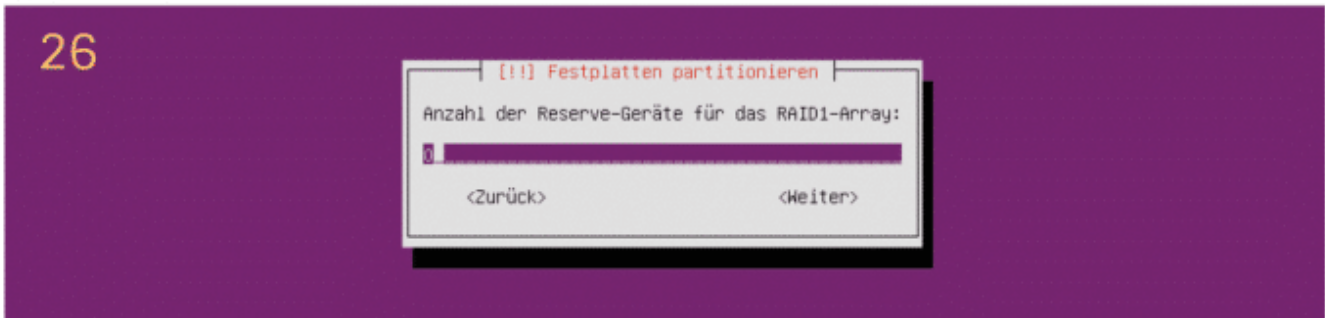 26
[!!] Festplatten partitionieren
Anzahl der Reserve-Geräte für das RAID1-Array:
0
<Zurück> <Weiter>